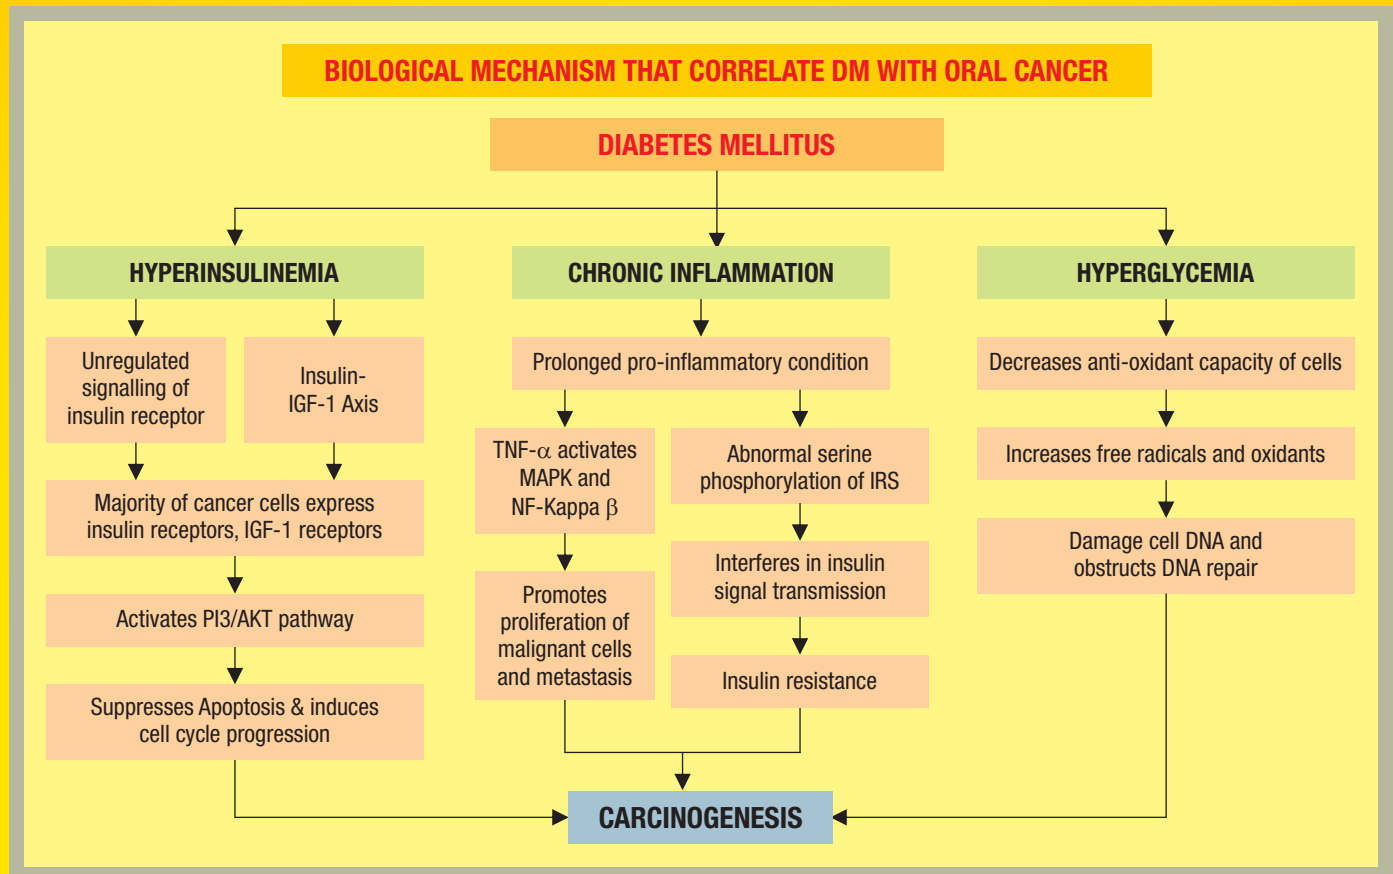 BIOLOGICAL MECHANISM THAT CORRELATE DM WITH ORAL CANCER
DIABETES MELLITUS
HYPERINSULINEMIA
Unregulated
signalling of
insulin receptor
Insulin-
IGF-1 Axis
Majority of cancer cells express
insulin receptors, IGF-1 receptors
Activates PI3/AKT pathway
Suppresses Apoptosis & induces
cell cycle progression
CHRONIC INFLAMMATION
Prolonged pro-inflammatory condition
TNF-α activates
MAPK and
NF-Kappa β
Promotes
proliferation of
malignant cells
and metastasis
Abnormal serine
phosphorylation of IRS
Interferes in insulin
signal transmission
Insulin resistance
HYPERGLYCEMIA
Decreases anti-oxidant capacity of cells
Increases free radicals and oxidants
Damage cell DNA and
obstructs DNA repair
CARCINOGENESIS